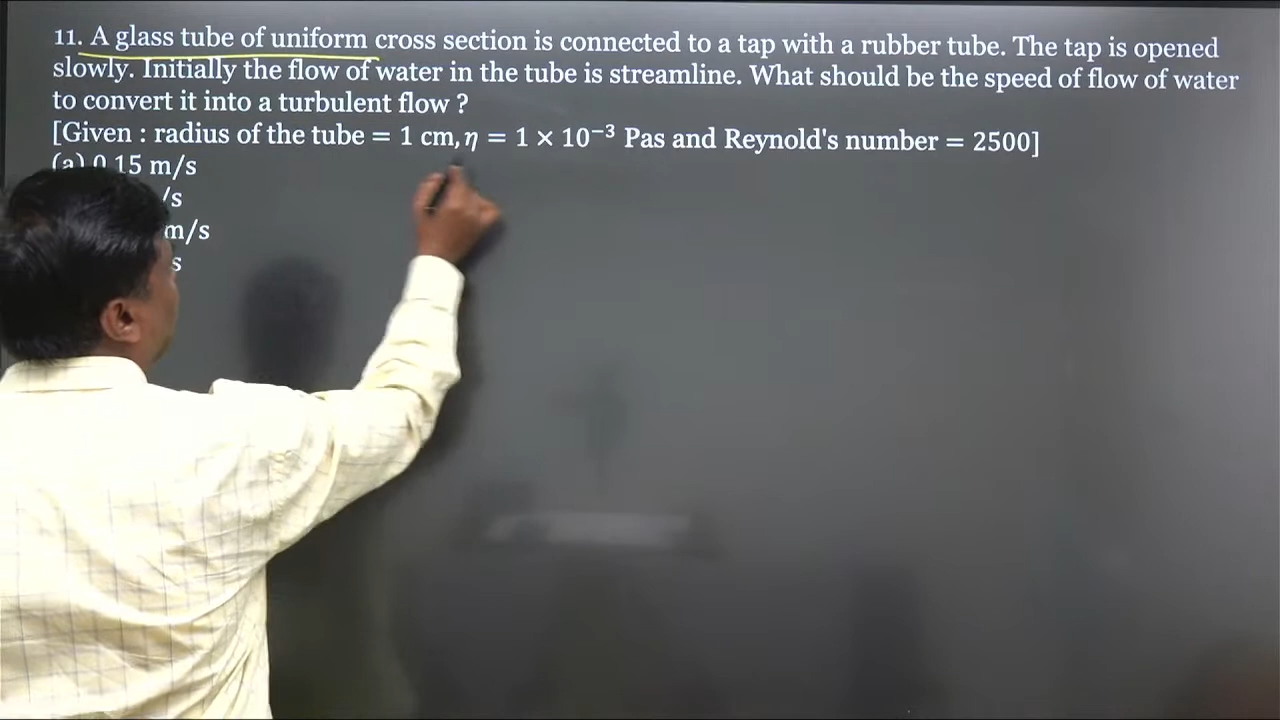 11. A glass tube of uniform cross section is connected to a tap with a rubber tube. The tap is opened
slowly. Initially the flow of water in the tube is streamline. What should be the speed of flow of water
to convert it into a turbulent flow ?
[Given : radius of the tube = 1 cm, η = 1 × 10⁻³ Pas and Reynold's number = 2500]
(a) 0.15 m/s
/s
m/s
s